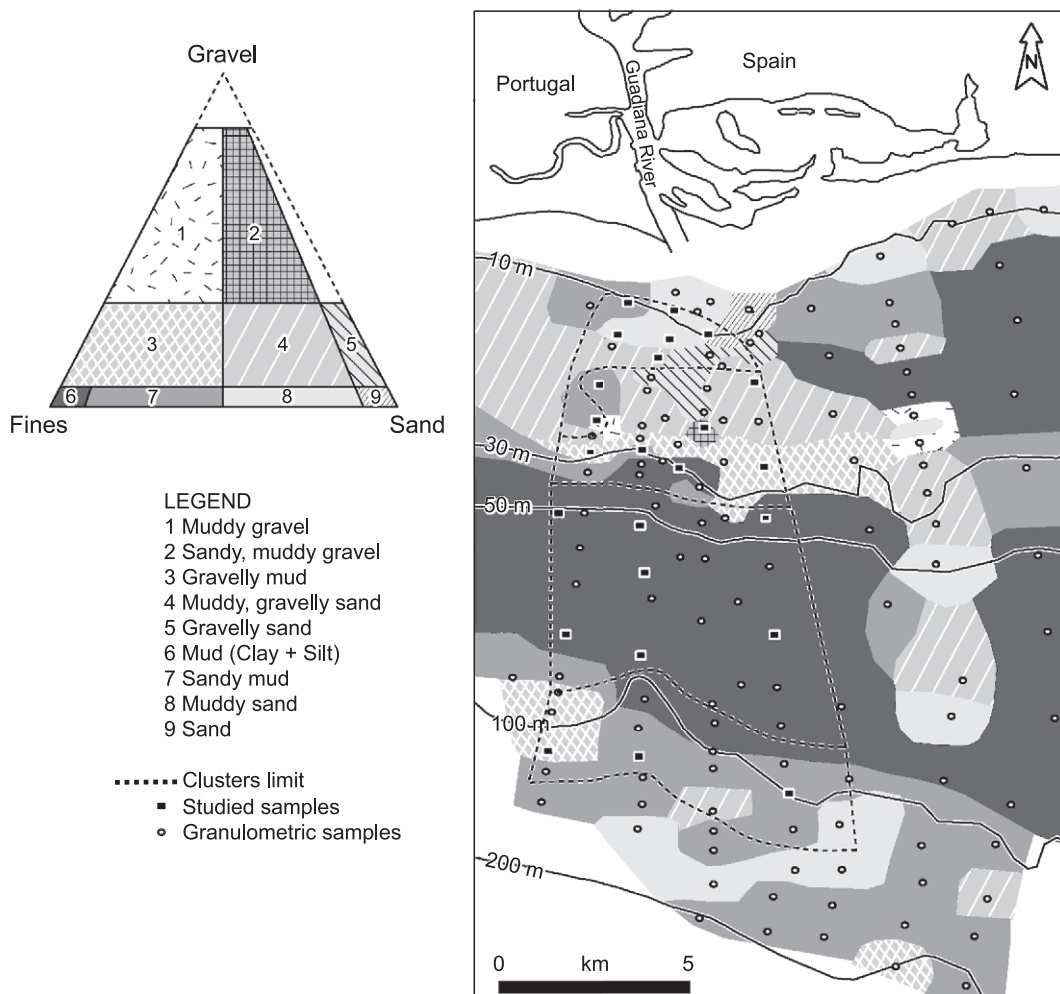 Gravel
1
2
3
4
5
6
7
8
9
Fines
Sand
LEGEND
1 Muddy gravel
2 Sandy, muddy gravel
3 Gravelly mud
4 Muddy, gravelly sand
5 Gravelly sand
6 Mud (Clay + Silt)
7 Sandy mud
8 Muddy sand
9 Sand
Clusters limit
Studied samples
Granulometric samples
Portugal
Guadiana River
Spain
N
10 m
30 m
50 m
100 m
200 m
0 km 5